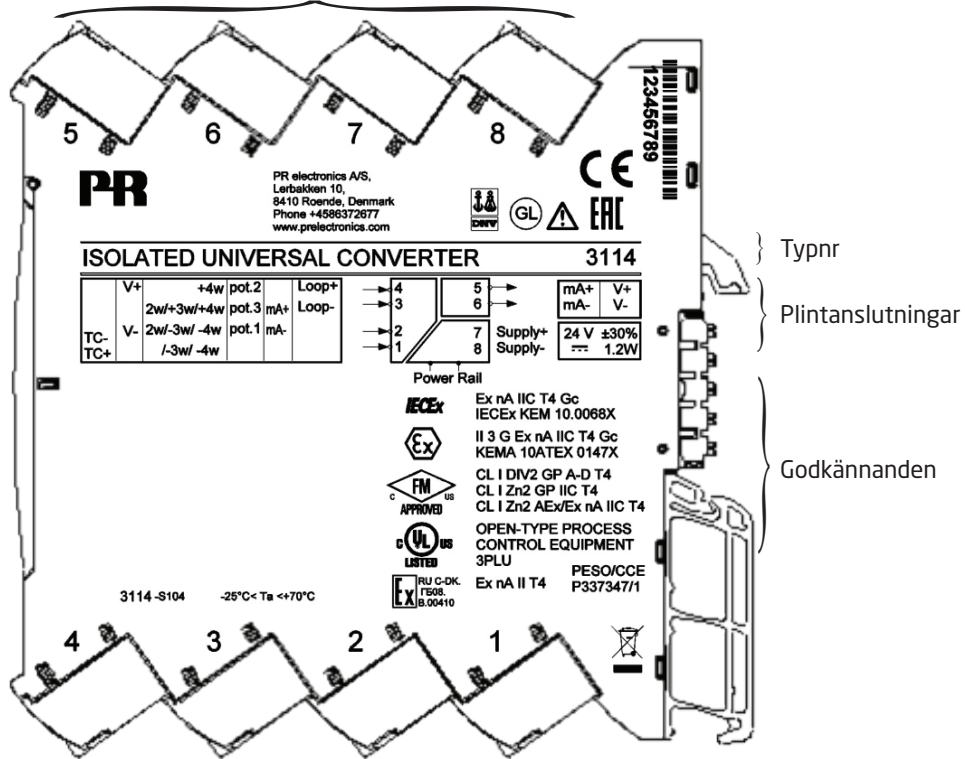 5 6 7 8
123456789
PR
PR electronics A/S,
Lerbakken 10,
8410 Roende, Denmark
Phone +4586372677
www.prelectronics.com
CE
DNV GL EAC
ISOLATED UNIVERSAL CONVERTER 3114
Typnr
V+ +4w pot.2 Loop+ 4 5 mA+ V+
2w/+3w/+4w pot.3 mA+ Loop- 3 6 mA- V-
TC- V- 2w/-3w/ -4w pot.1 mA- 2 7 Supply+ 24 V ±30%
TC+ /-3w/ -4w 1 8 Supply- 1.2W
Plintanslutningar
Power Rail
IECEx Ex nA IIC T4 Gc
IECEx KEM 10.0068X
Ex II 3 G Ex nA IIC T4 Gc
KEMA 10ATEX 0147X
C FM US APPROVED
CL I DIV2 GP A-D T4
CL I Zn2 GP IIC T4
CL I Zn2 AEx/Ex nA IIC T4
Godkännanden
C UL US LISTED
OPEN-TYPE PROCESS
CONTROL EQUIPMENT
3PLU
Ex RU C-DK.
ГБ08.
B.00410
Ex nA II T4
PESO/CCE
P337347/1
3114 -S104 -25°C< Ta <+70°C
4 3 2 1